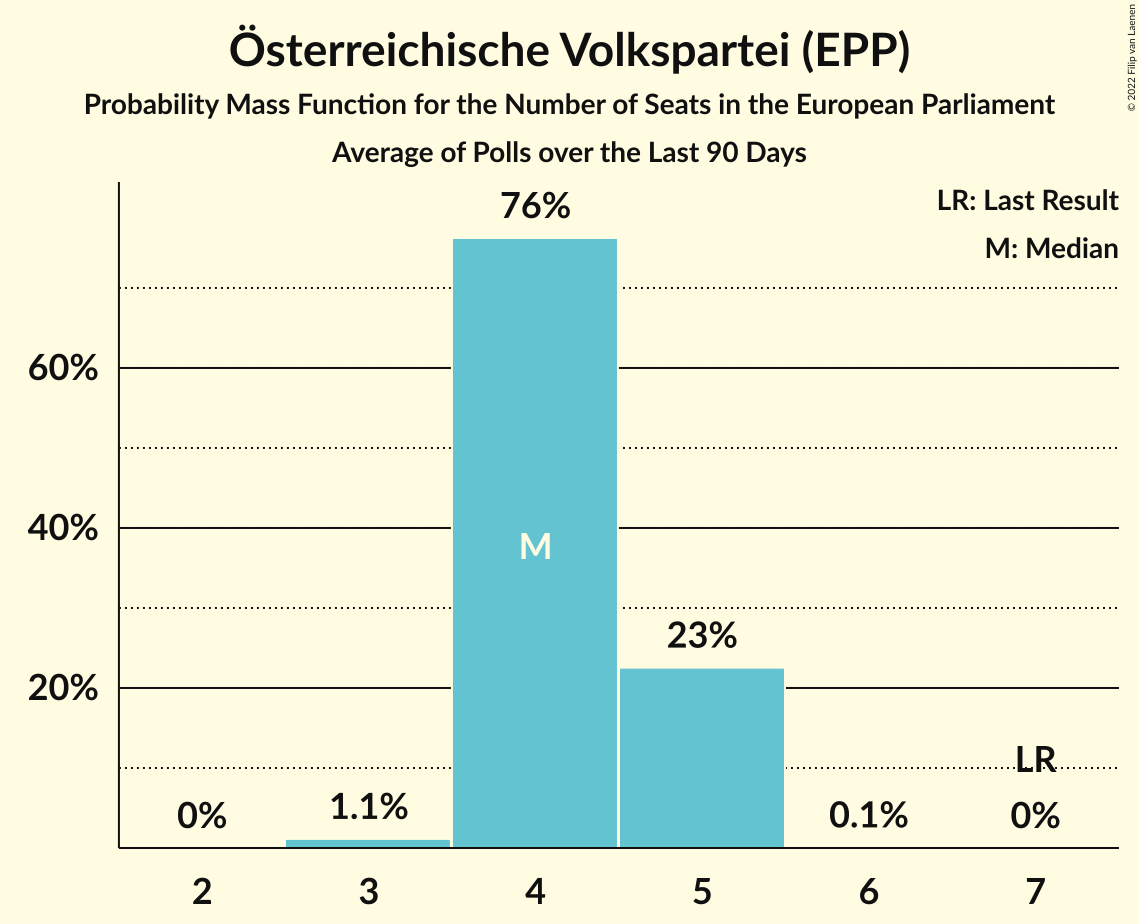 Österreichische Volkspartei (EPP)
Probability Mass Function for the Number of Seats in the European Parliament
Average of Polls over the Last 90 Days
© 2022 Filip van Laenen
LR: Last Result
M: Median
76%
60%
40%
M
23%
20%
LR
0%
1.1%
0.1%
0%
2
3
4
5
6
7